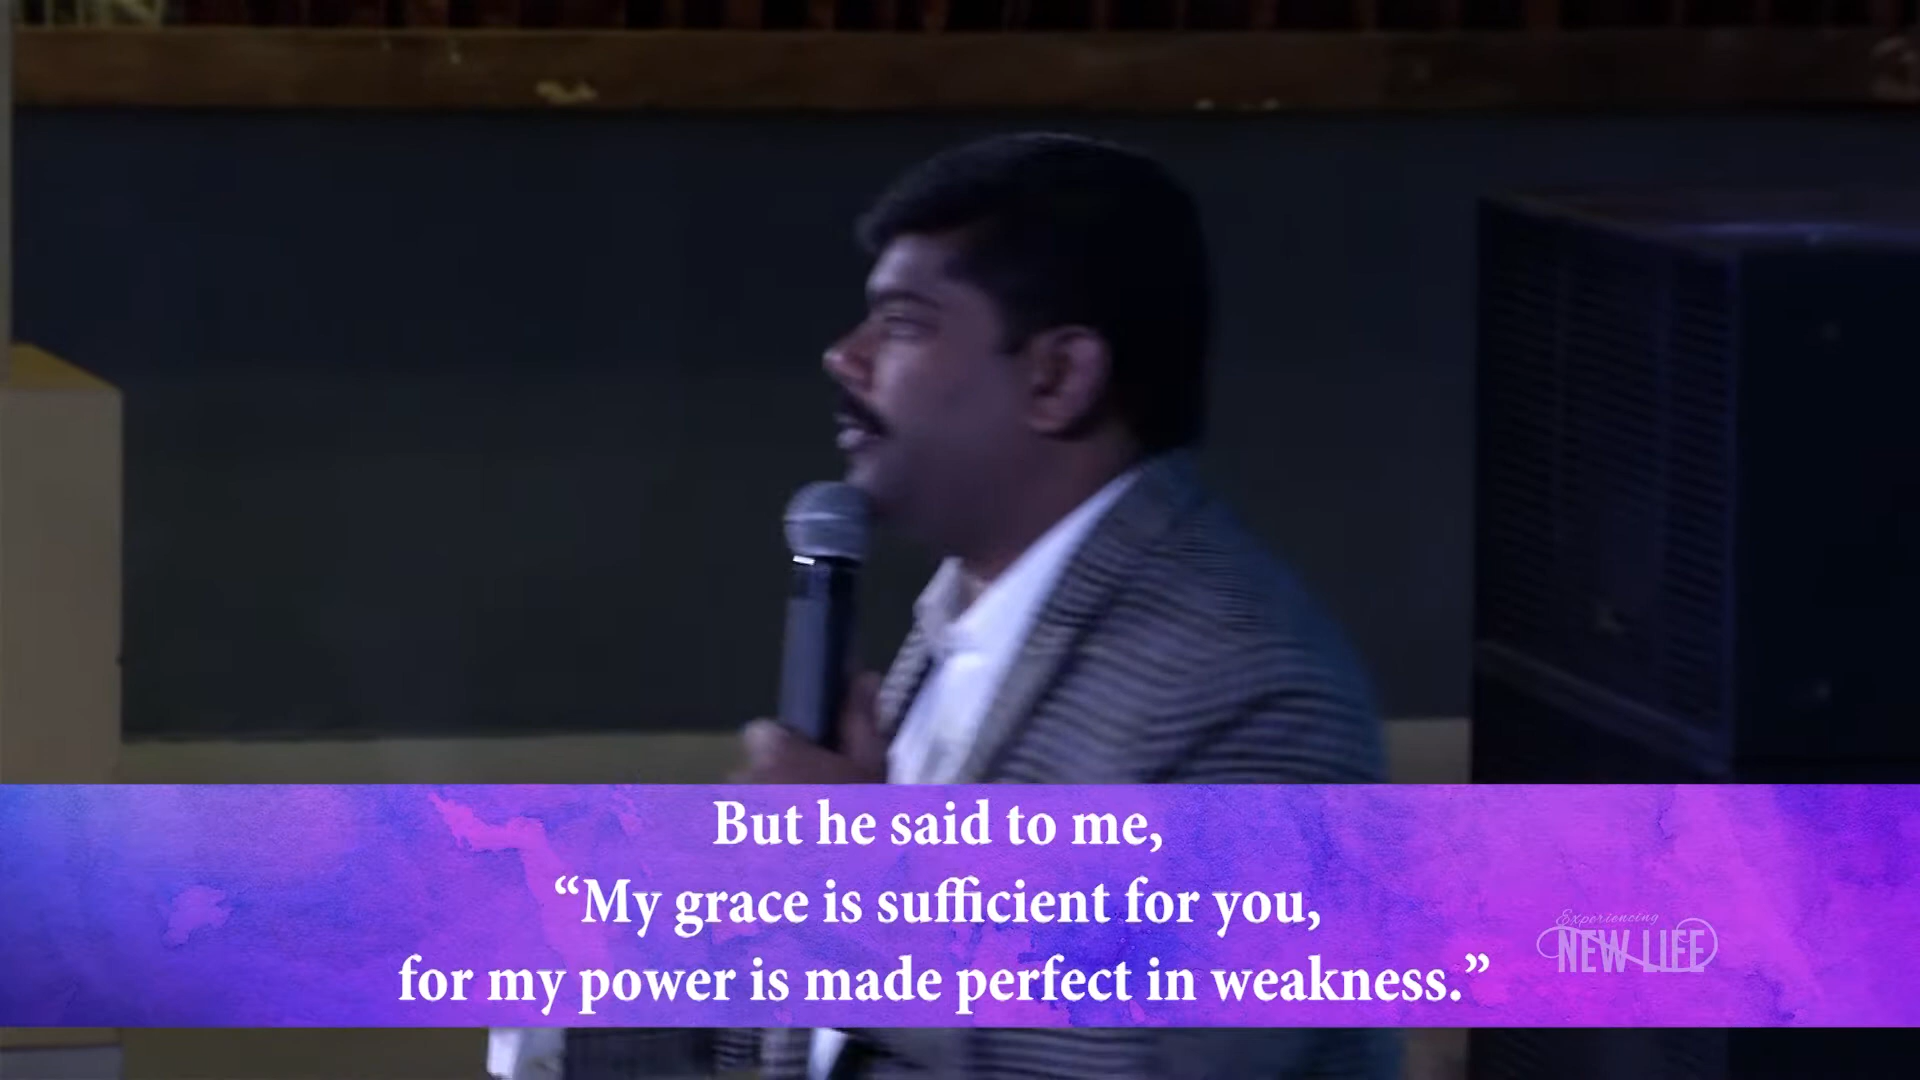 But he said to me,
“My grace is sufficient for you,
for my power is made perfect in weakness.”
Experiencing
NEW LIFE